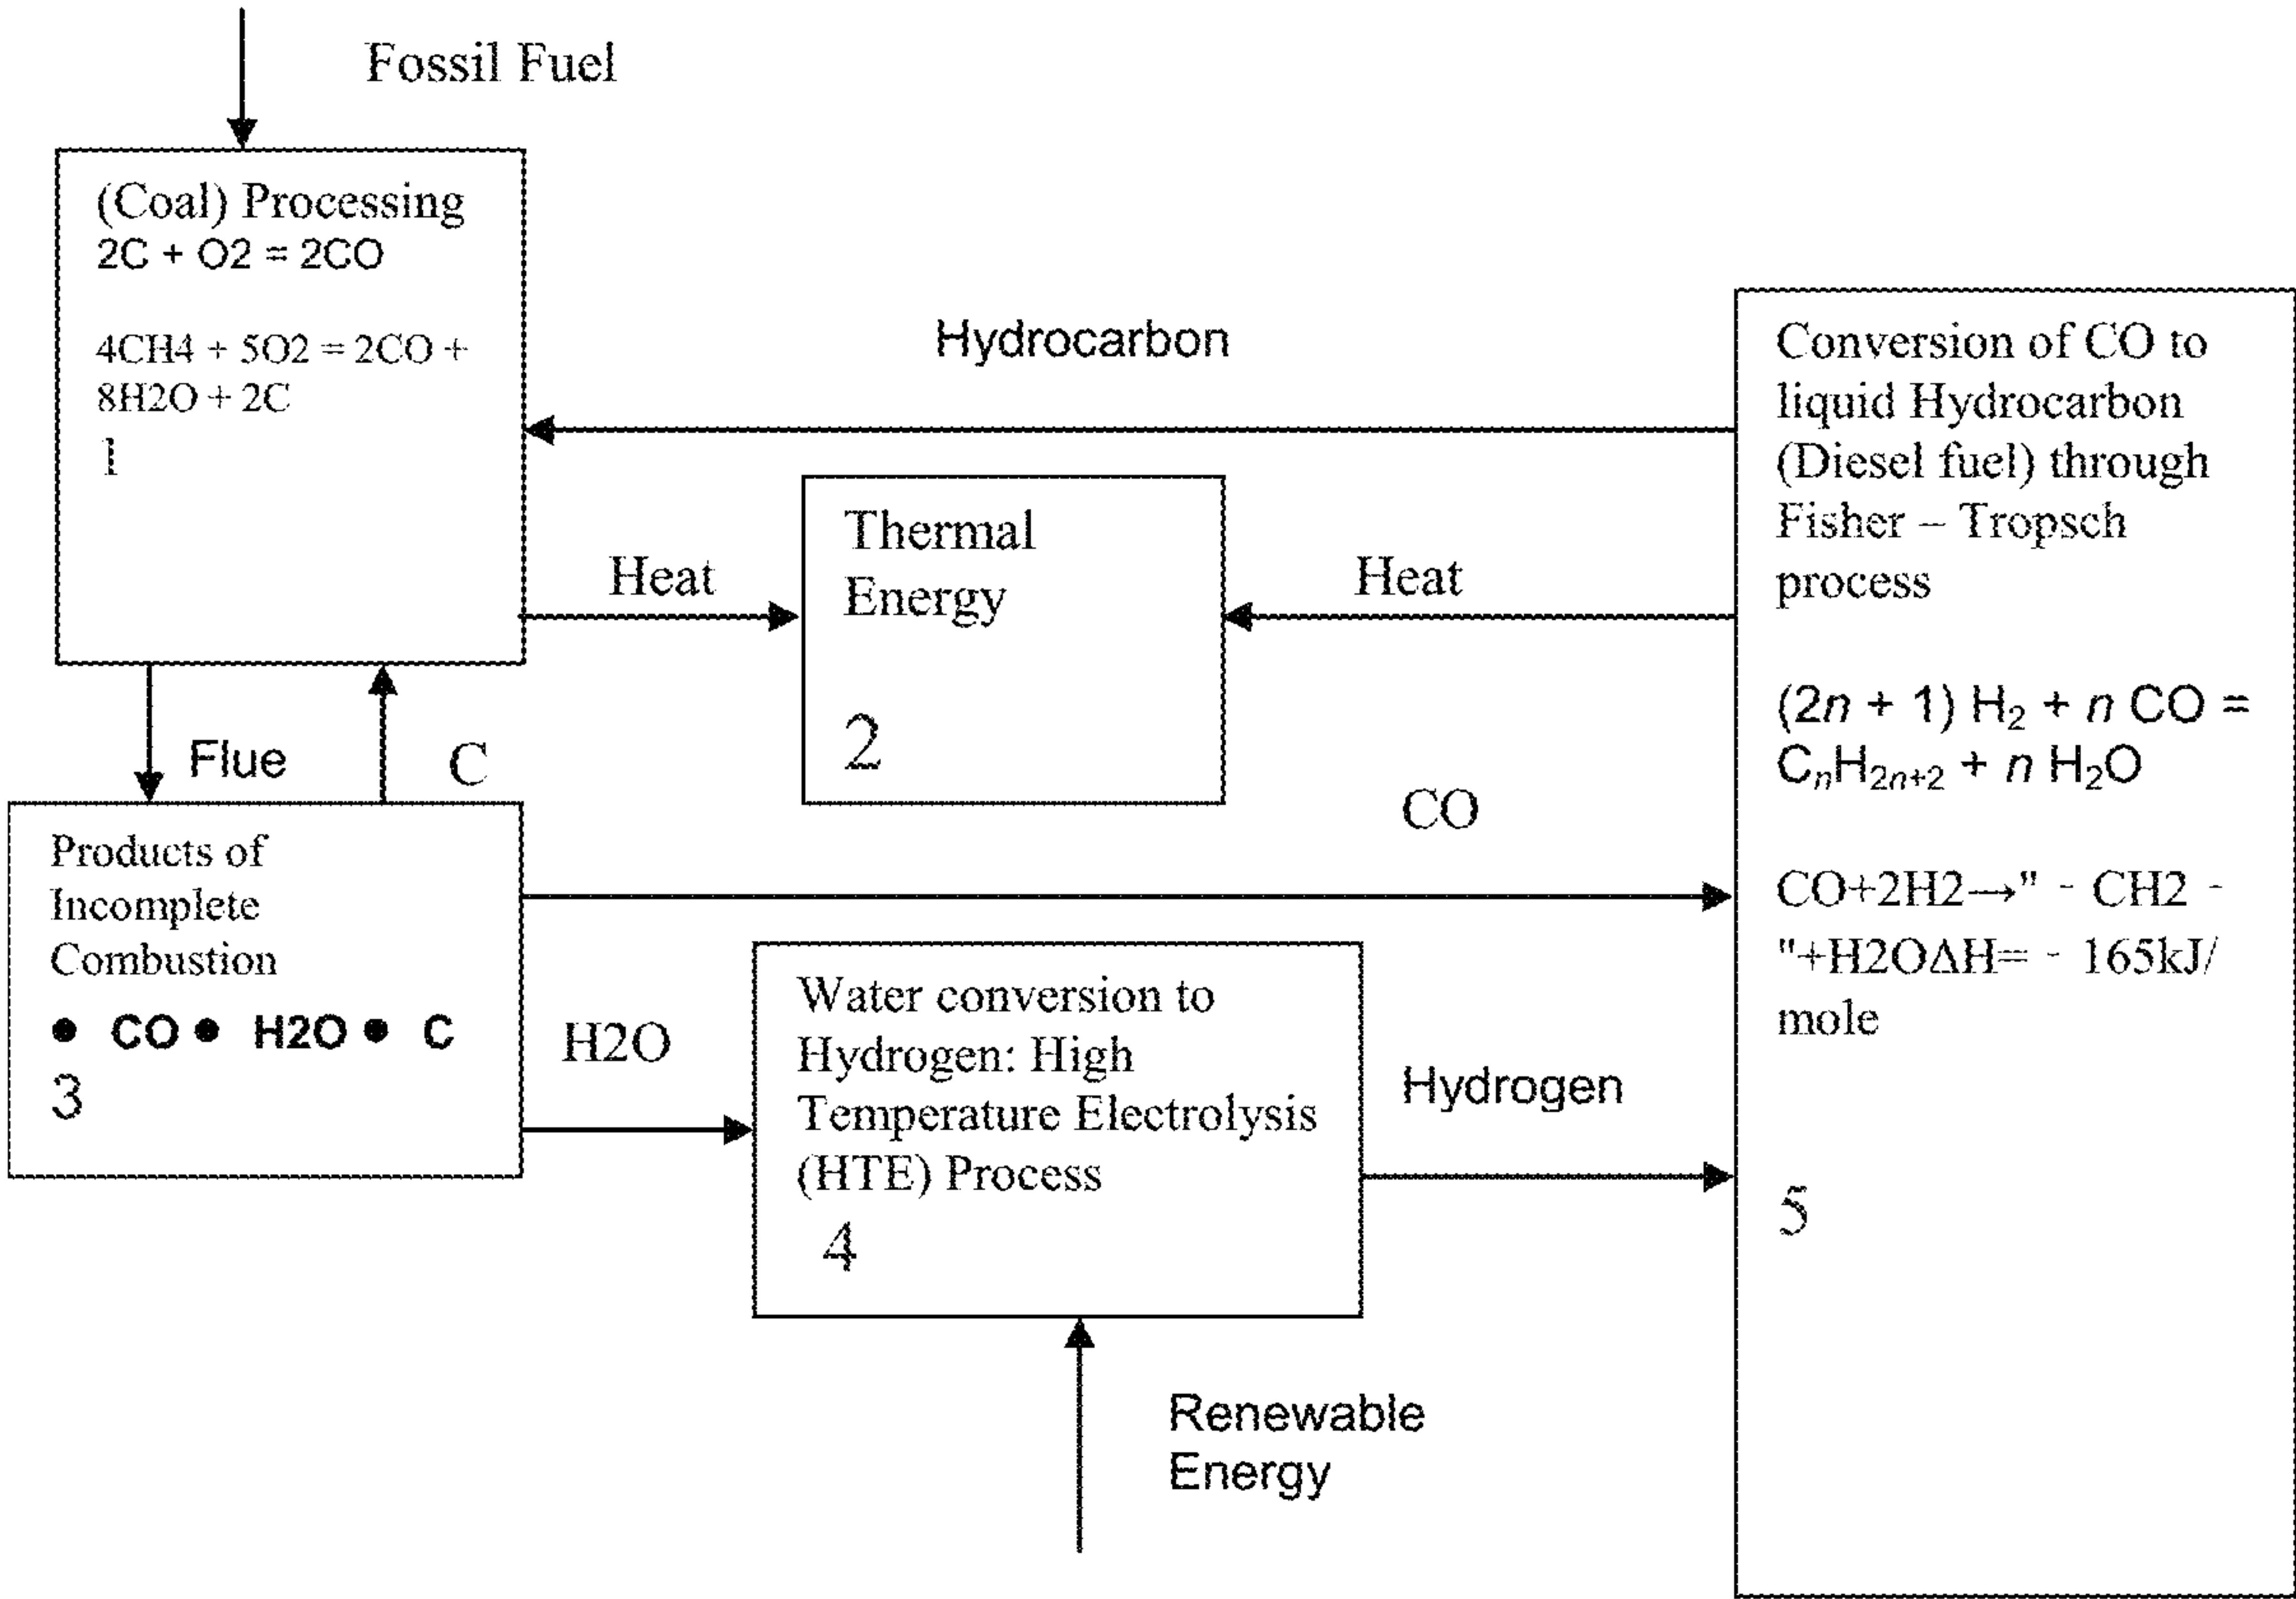 Fossil Fuel
(Coal) Processing
2C + O2 = 2CO
4CH4 + 5O2 = 2CO +
8H2O + 2C
1
Hydrocarbon
Heat
Thermal
Energy
2
Heat
Flue
C
CO
Products of
Incomplete
Combustion
• CO • H2O • C
3
H2O
Water conversion to
Hydrogen: High
Temperature Electrolysis
(HTE) Process
4
Hydrogen
Renewable
Energy
Conversion of CO to
liquid Hydrocarbon
(Diesel fuel) through
Fisher – Tropsch
process
(2n + 1) H₂ + n CO =
CₙH₂ₙ₊₂ + n H₂O
CO+2H2→" - CH2 -
"+H2OΔH= - 165kJ/
mole
5